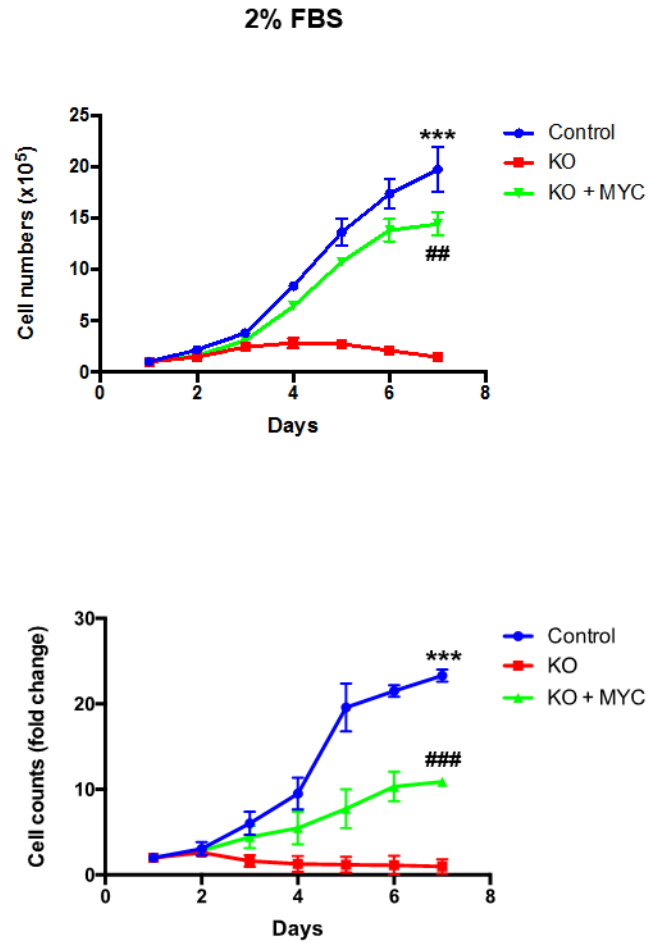 2% FBS
25
20
15
10
5
0
Cell numbers (x10⁵)
***
##
Control
KO
KO + MYC
0 2 4 6 8
Days
30
20
10
0
Cell counts (fold change)
***
###
Control
KO
KO + MYC
0 2 4 6 8
Days